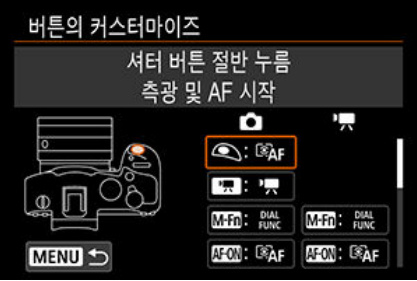 버튼의 커스터마이즈
셔터 버튼 절반 누름
측광 및 AF 시작
: AF
:
M-Fn : DIAL FUNC M-Fn : DIAL FUNC
AF-ON : AF AF-ON : AF
MENU